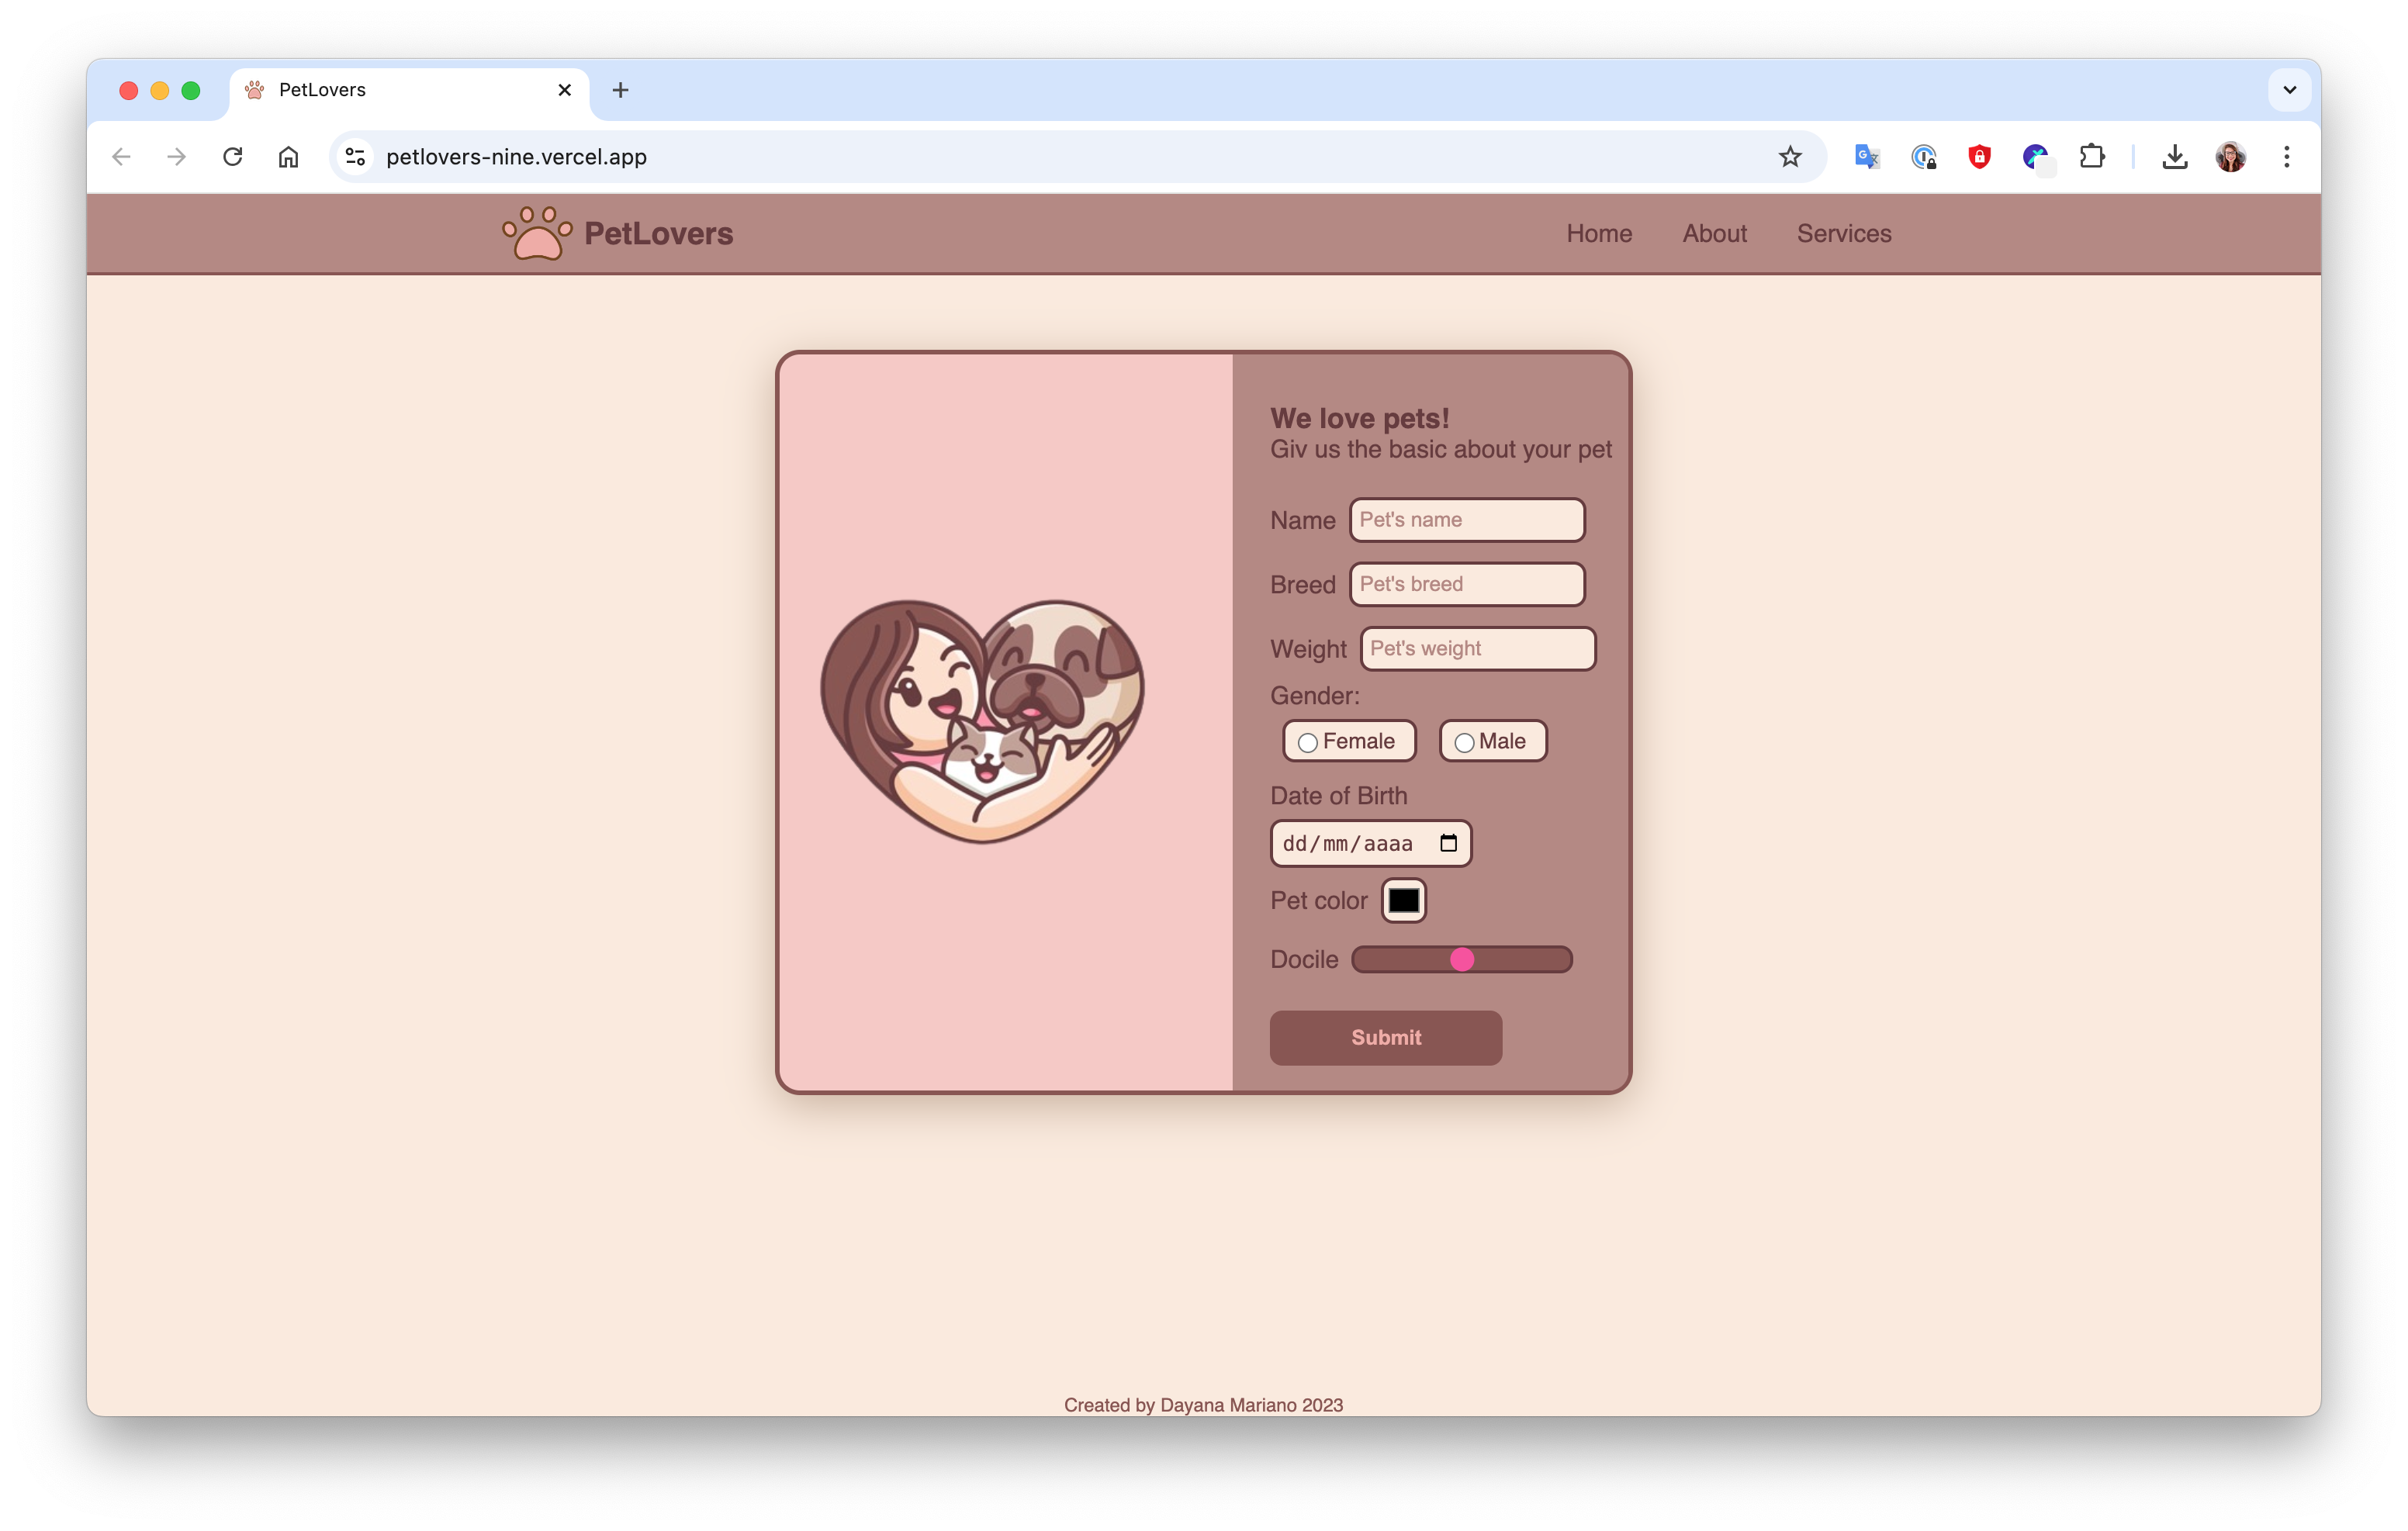 PetLovers
petlovers-nine.vercel.app
PetLovers
Home About Services
We love pets!
Giv us the basic about your pet
Name Pet's name
Breed Pet's breed
Weight Pet's weight
Gender:
Female Male
Date of Birth
dd/mm/aaaa
Pet color
Docile
Submit
Created by Dayana Mariano 2023